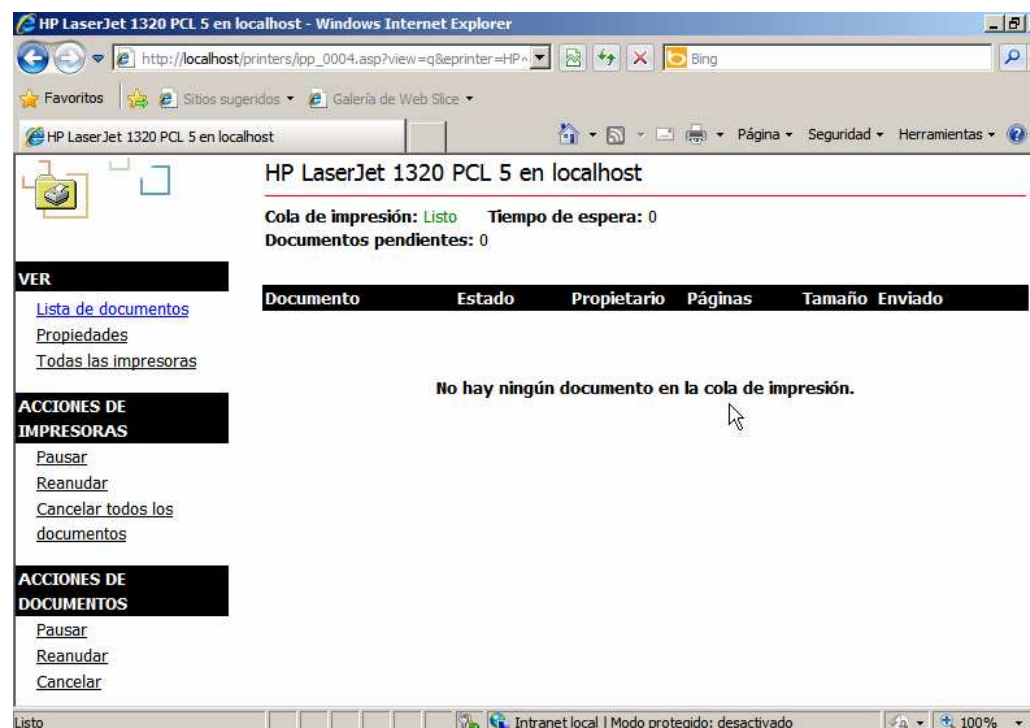 HP LaserJet 1320 PCL 5 en localhost - Windows Internet Explorer
http://localhost/printers/ipp_0004.asp?view=q&eprinter=HP
Bing
Favoritos Sitios sugeridos Galería de Web Slice
HP LaserJet 1320 PCL 5 en localhost
Página Seguridad Herramientas
HP LaserJet 1320 PCL 5 en localhost
Cola de impresión: Listo Tiempo de espera: 0
Documentos pendientes: 0
VER
Lista de documentos
Propiedades
Todas las impresoras
ACCIONES DE
IMPRESORAS
Pausar
Reanudar
Cancelar todos los
documentos
ACCIONES DE
DOCUMENTOS
Pausar
Reanudar
Cancelar
Documento Estado Propietario Páginas Tamaño Enviado
No hay ningún documento en la cola de impresión.
Listo Intranet local | Modo protegido: desactivado 100%